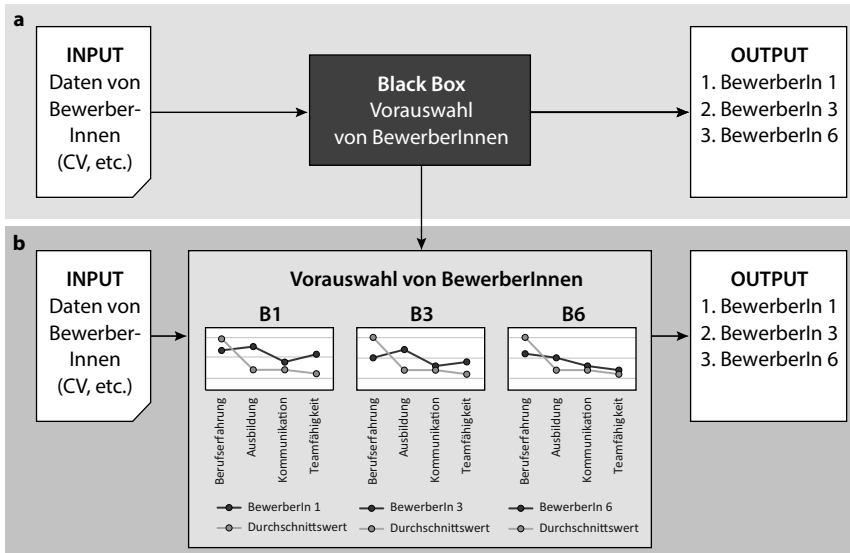 a
INPUT
Daten von
Bewerber-
Innen
(CV, etc.)
Black Box
Vorauswahl
von BewerberInnen
OUTPUT
1. BewerberIn 1
2. BewerberIn 3
3. BewerberIn 6
b
INPUT
Daten von
Bewerber-
Innen
(CV, etc.)
Vorauswahl von BewerberInnen
B1
Berufserfahrung
Ausbildung
Kommunikation
Teamfähigkeit
BewerberIn 1
Durchschnittswert
B3
Berufserfahrung
Ausbildung
Kommunikation
Teamfähigkeit
BewerberIn 3
Durchschnittswert
B6
Berufserfahrung
Ausbildung
Kommunikation
Teamfähigkeit
BewerberIn 6
Durchschnittswert
OUTPUT
1. BewerberIn 1
2. BewerberIn 3
3. BewerberIn 6